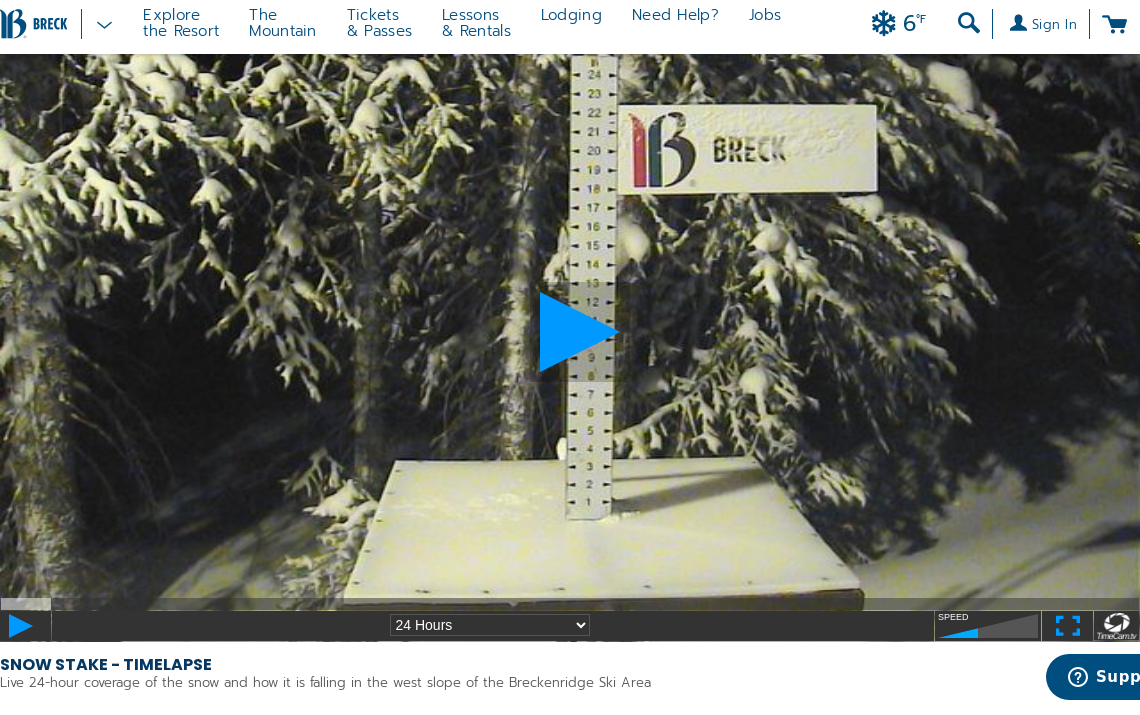 BRECK
Explore
the Resort
The
Mountain
Tickets
& Passes
Lessons
& Rentals
Lodging
Need Help?
Jobs
6°F
Sign In
24
23
22
21
20
19
18
17
16
15
14
13
12
9
8
7
6
5
4
3
2
1
B BRECK
24 Hours
SPEED
TimeCam.tv
SNOW STAKE - TIMELAPSE
Live 24-hour coverage of the snow and how it is falling in the west slope of the Breckenridge Ski Area
Supp